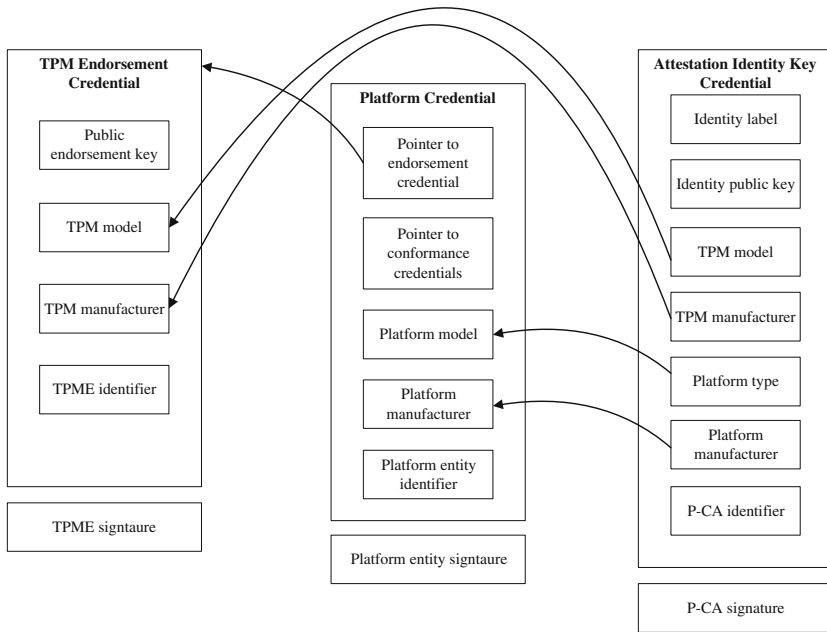 TPM Endorsement
Credential
Public
endorsement key
TPM model
TPM manufacturer
TPME identifier
TPME signtaure
Platform Credential
Pointer to
endorsement
credential
Pointer to
conformance
credentials
Platform model
Platform
manufacturer
Platform entity
identifier
Platform entity signtaure
Attestation Identity Key
Credential
Identity label
Identity public key
TPM model
TPM manufacturer
Platform type
Platform
manufacturer
P-CA identifier
P-CA signature